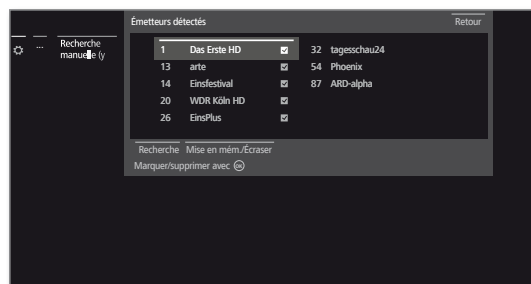 Émetteurs détectés
Retour
...
Recherche
manuelle (y
1 Das Erste HD
13 arte
14 Einsfestival
20 WDR Köln HD
26 EinsPlus
32 tagesschau24
54 Phoenix
87 ARD-alpha
Recherche Mise en mém./Écraser
Marquer/supprimer avec OK